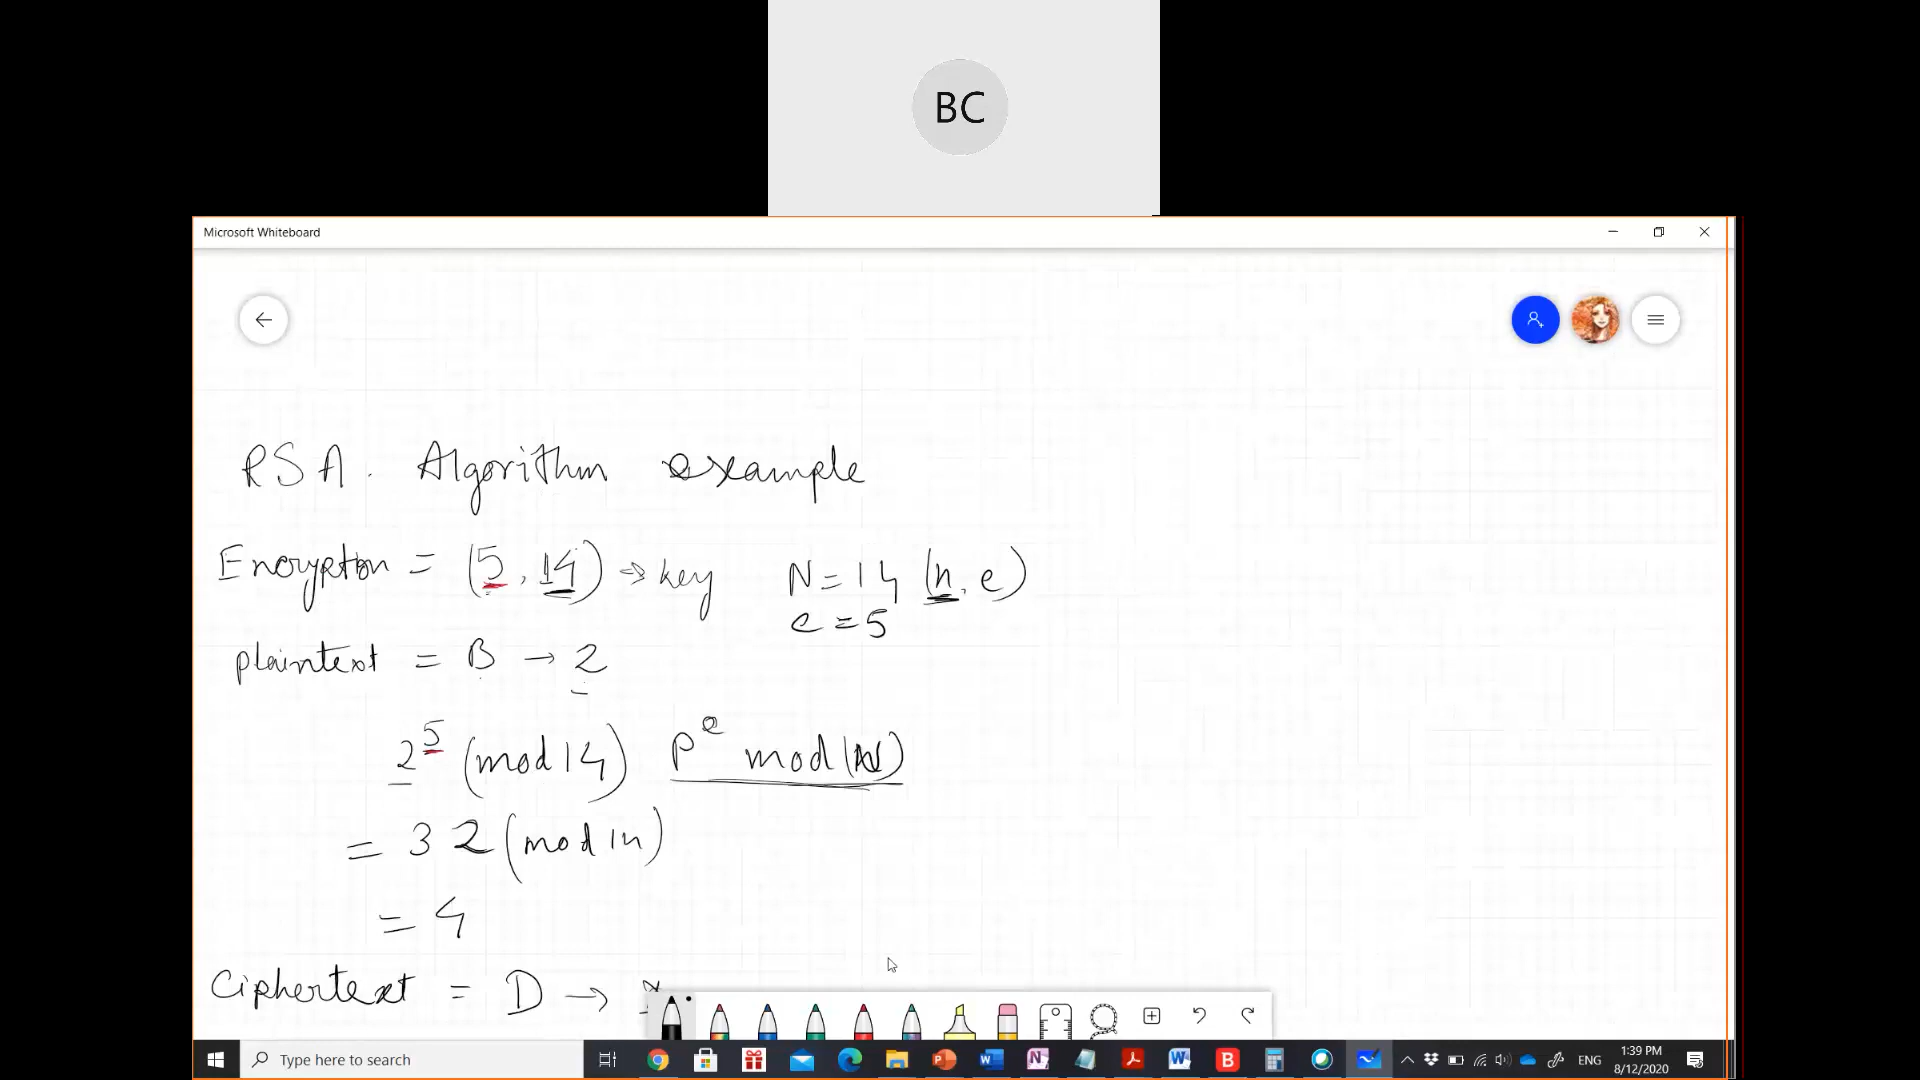 BC
Microsoft Whiteboard
RSA. Algorithm example
Encryption = (5, 14) → key N = 14 (n, e)
e = 5
plaintext = B → 2
2^5 (mod 14) P^e mod(N)
= 32 (mod 14)
= 4
Ciphertext = D →
Type here to search
ENG
1:39 PM
8/12/2020